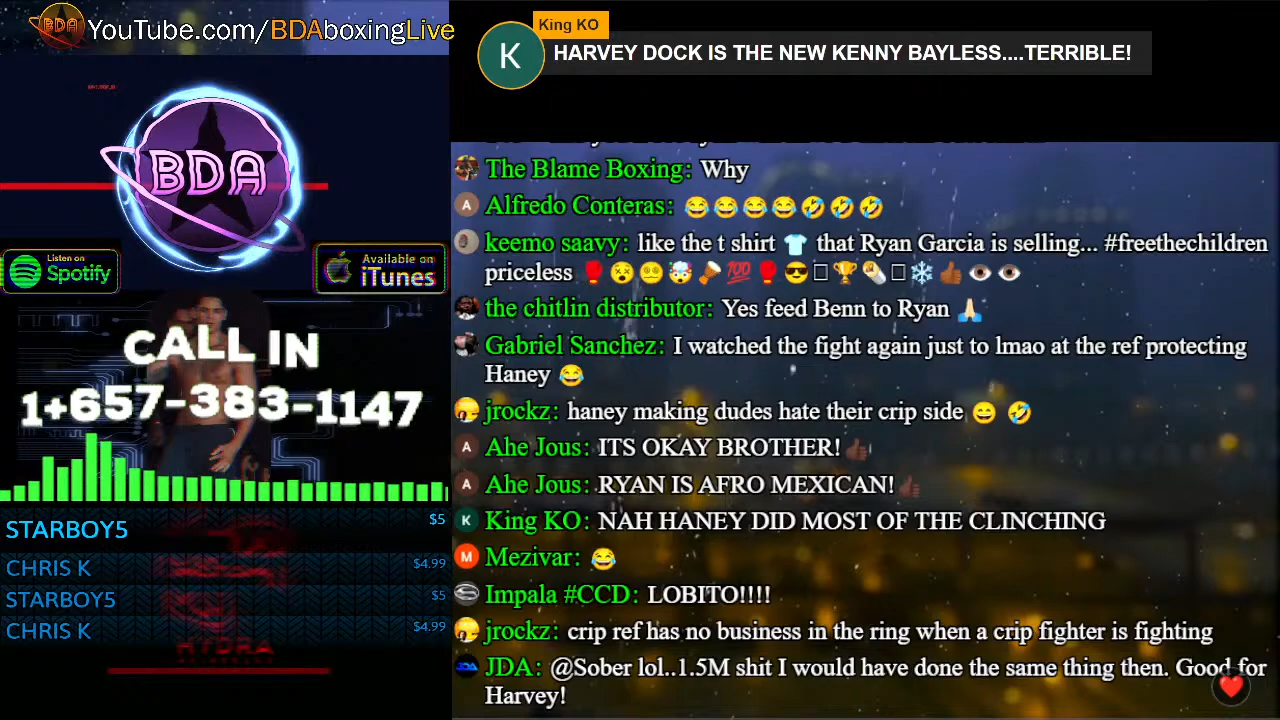 YouTube.com/BDAboxingLive
King KO
K
HARVEY DOCK IS THE NEW KENNY BAYLESS....TERRIBLE!
BDA
Listen on
Spotify
Available on
iTunes
CALL IN
1+657-383-1147
STARBOY5 $5
CHRIS K $4.99
STARBOY5 $5
CHRIS K $4.99
HYDRA
The Blame Boxing: Why
Alfredo Conteras: 😂😂😂😂🤣🤣🤣
keemo saavy: like the t shirt 👕 that Ryan Garcia is selling... #freethechildren
priceless 🥊😵😵‍💫🤯🪘💯🥊😎🏆🌯❄️👍🏾👁️👁️
the chitlin distributor: Yes feed Benn to Ryan 🙏🏻
Gabriel Sanchez: I watched the fight again just to lmao at the ref protecting
Haney 😂
jrockz: haney making dudes hate their crip side 😄 🤣
Ahe Jous: ITS OKAY BROTHER!👍🏿
Ahe Jous: RYAN IS AFRO MEXICAN!👍🏿
King KO: NAH HANEY DID MOST OF THE CLINCHING
Mezivar: 😂
Impala #CCD: LOBITO!!!!
jrockz: crip ref has no business in the ring when a crip fighter is fighting
JDA: @Sober lol..1.5M shit I would have done the same thing then. Good for
Harvey!